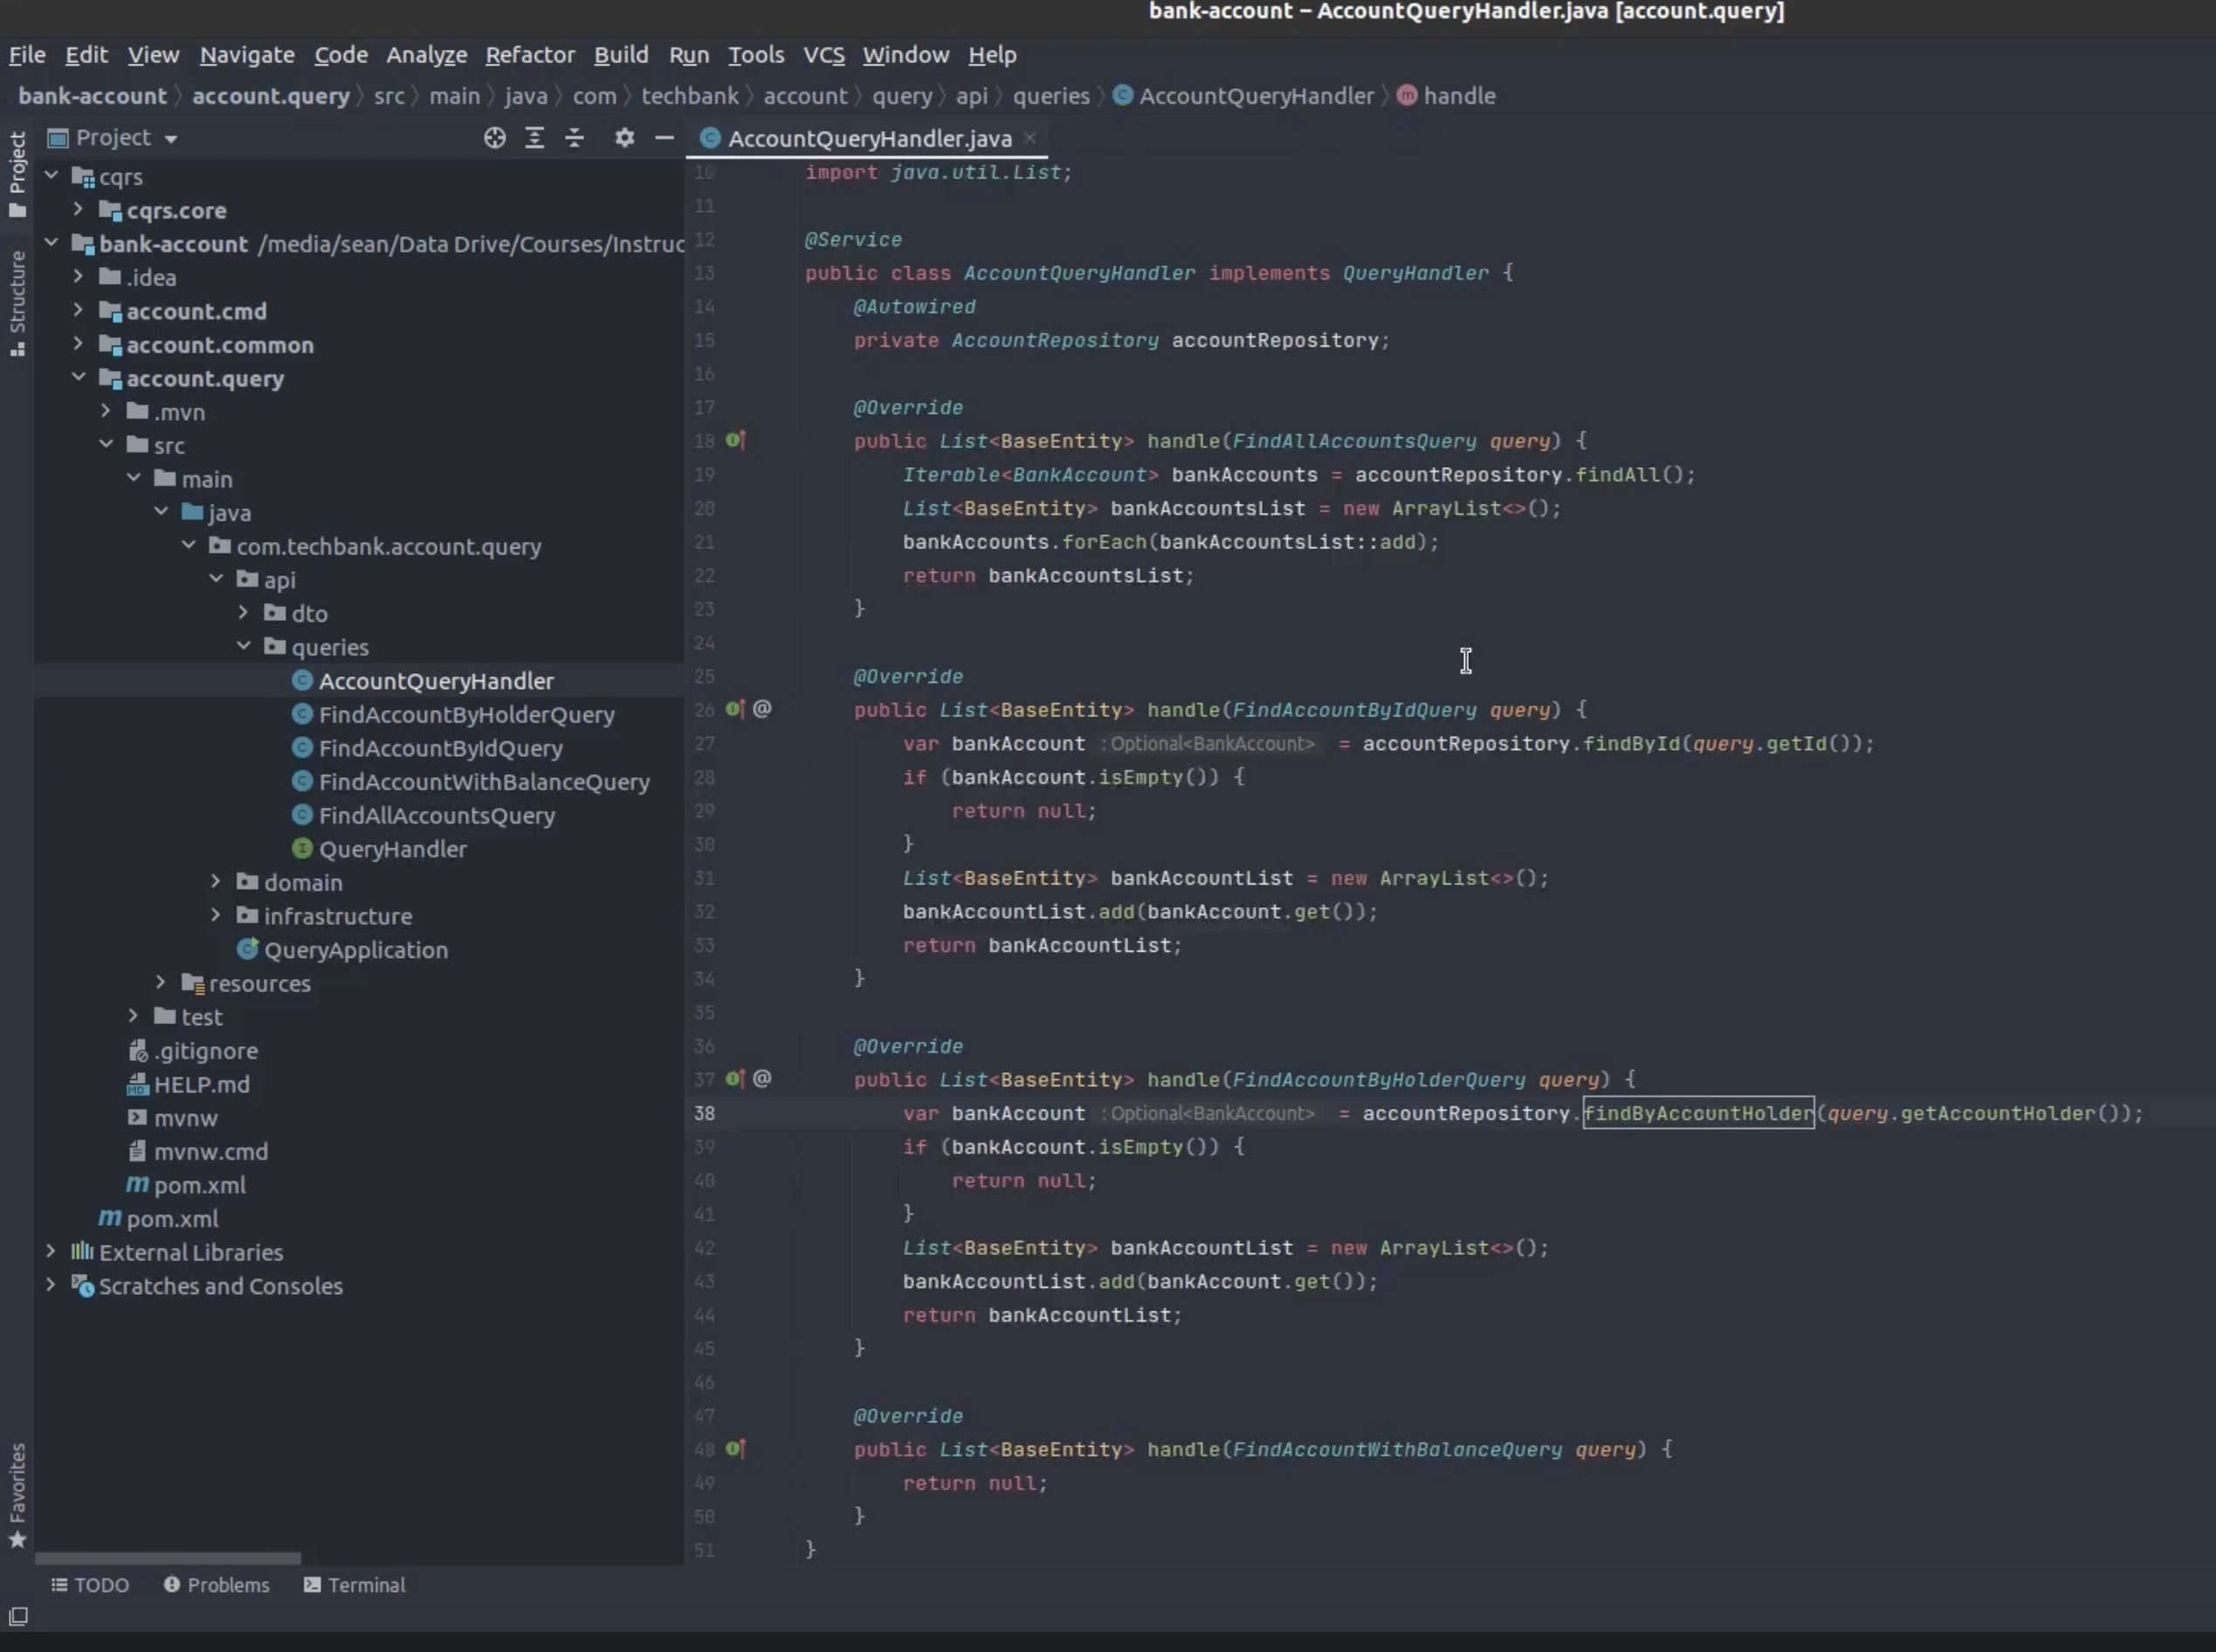 bank-account – AccountQueryHandler.java [account.query]
File Edit View Navigate Code Analyze Refactor Build Run Tools VCS Window Help
bank-account account.query src main java com techbank account query api queries AccountQueryHandler handle
Project
AccountQueryHandler.java
Project
Structure
Favorites
cqrs
cqrs.core
bank-account /media/sean/Data Drive/Courses/Instruc
.idea
account.cmd
account.common
account.query
.mvn
src
main
java
com.techbank.account.query
api
dto
queries
AccountQueryHandler
FindAccountByHolderQuery
FindAccountByIdQuery
FindAccountWithBalanceQuery
FindAllAccountsQuery
QueryHandler
domain
infrastructure
QueryApplication
resources
test
.gitignore
HELP.md
mvnw
mvnw.cmd
pom.xml
pom.xml
External Libraries
Scratches and Consoles
10 import java.util.List;
11
12 @Service
13 public class AccountQueryHandler implements QueryHandler {
14 @Autowired
15 private AccountRepository accountRepository;
16
17 @Override
18 public List<BaseEntity> handle(FindAllAccountsQuery query) {
19 Iterable<BankAccount> bankAccounts = accountRepository.findAll();
20 List<BaseEntity> bankAccountsList = new ArrayList<>();
21 bankAccounts.forEach(bankAccountsList::add);
22 return bankAccountsList;
23 }
24
25 @Override
26 @ public List<BaseEntity> handle(FindAccountByIdQuery query) {
27 var bankAccount : Optional<BankAccount> = accountRepository.findById(query.getId());
28 if (bankAccount.isEmpty()) {
29 return null;
30 }
31 List<BaseEntity> bankAccountList = new ArrayList<>();
32 bankAccountList.add(bankAccount.get());
33 return bankAccountList;
34 }
35
36 @Override
37 @ public List<BaseEntity> handle(FindAccountByHolderQuery query) {
38 var bankAccount : Optional<BankAccount> = accountRepository.findByAccountHolder(query.getAccountHolder());
39 if (bankAccount.isEmpty()) {
40 return null;
41 }
42 List<BaseEntity> bankAccountList = new ArrayList<>();
43 bankAccountList.add(bankAccount.get());
44 return bankAccountList;
45 }
46
47 @Override
48 public List<BaseEntity> handle(FindAccountWithBalanceQuery query) {
49 return null;
50 }
51 }
TODO Problems Terminal